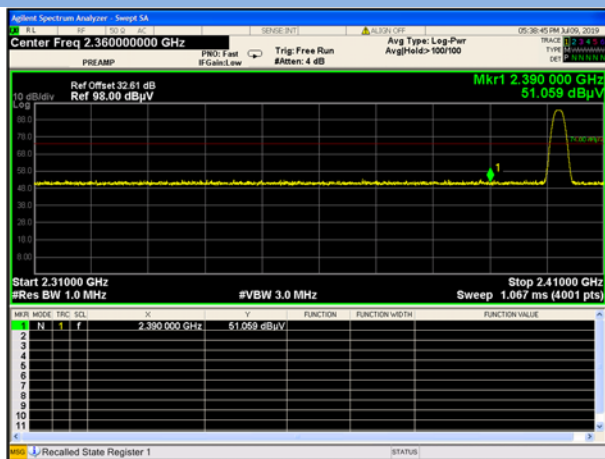 Agilent Spectrum Analyzer - Swept SA
RL RF 50 Ω AC SENSE:INT ALIGN OFF 05:38:45 PM Jul 09, 2019
Center Freq 2.360000000 GHz
PREAMP
PNO: Fast
IFGain:Low
Trig: Free Run
#Atten: 4 dB
Avg Type: Log-Pwr
Avg|Hold:>100/100
TRACE 1 2 3 4 5 6
TYPE
DET P N N N N N
Mkr1 2.390 000 GHz
51.059 dBµV
Ref Offset 32.61 dB
10 dB/div Ref 98.00 dBµV
Log
88.0
78.0
68.0
58.0
48.0
38.0
28.0
18.0
8.00
1
Start 2.31000 GHz
Stop 2.41000 GHz
#Res BW 1.0 MHz
#VBW 3.0 MHz
Sweep 1.067 ms (4001 pts)
MKR MODE TRC SCL X Y FUNCTION FUNCTION WIDTH FUNCTION VALUE
1 N 1 f 2.390 000 GHz 51.059 dBµV
2
3
4
5
6
7
8
9
10
11
MSG Recalled State Register 1 STATUS